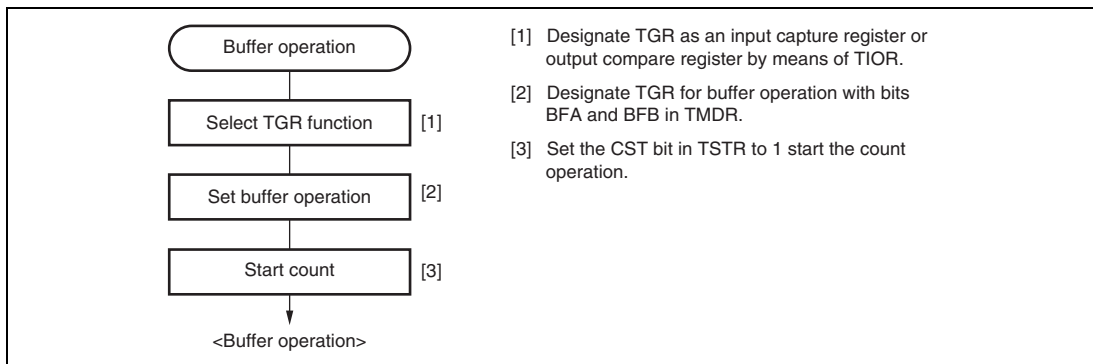 Buffer operation
Select TGR function
[1]
Set buffer operation
[2]
Start count
[3]
<Buffer operation>
[1] Designate TGR as an input capture register or
output compare register by means of TIOR.
[2] Designate TGR for buffer operation with bits
BFA and BFB in TMDR.
[3] Set the CST bit in TSTR to 1 start the count
operation.